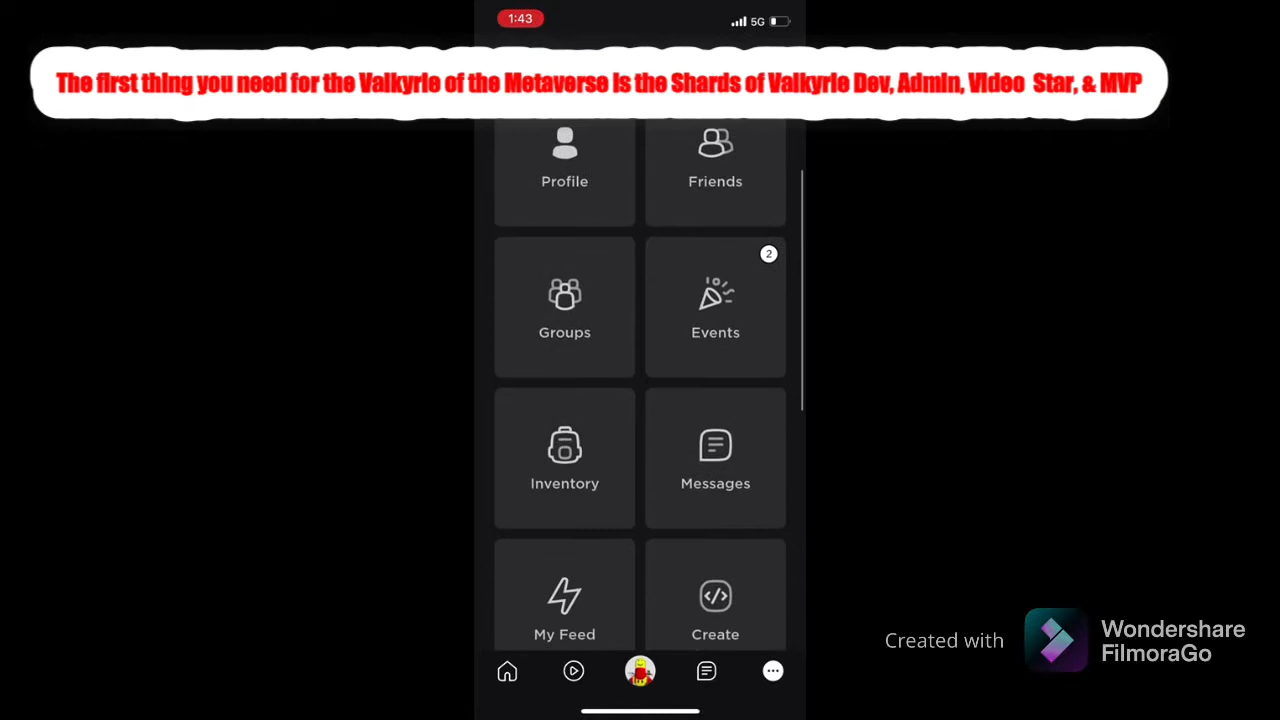 1:43
5G
The first thing you need for the Valkyrie of the Metaverse is the Shards of Valkyrie Dev, Admin, Video Star, & MVP
Profile
Friends
2
Groups
Events
Inventory
Messages
My Feed
Create
Created with
Wondershare
FilmoraGo